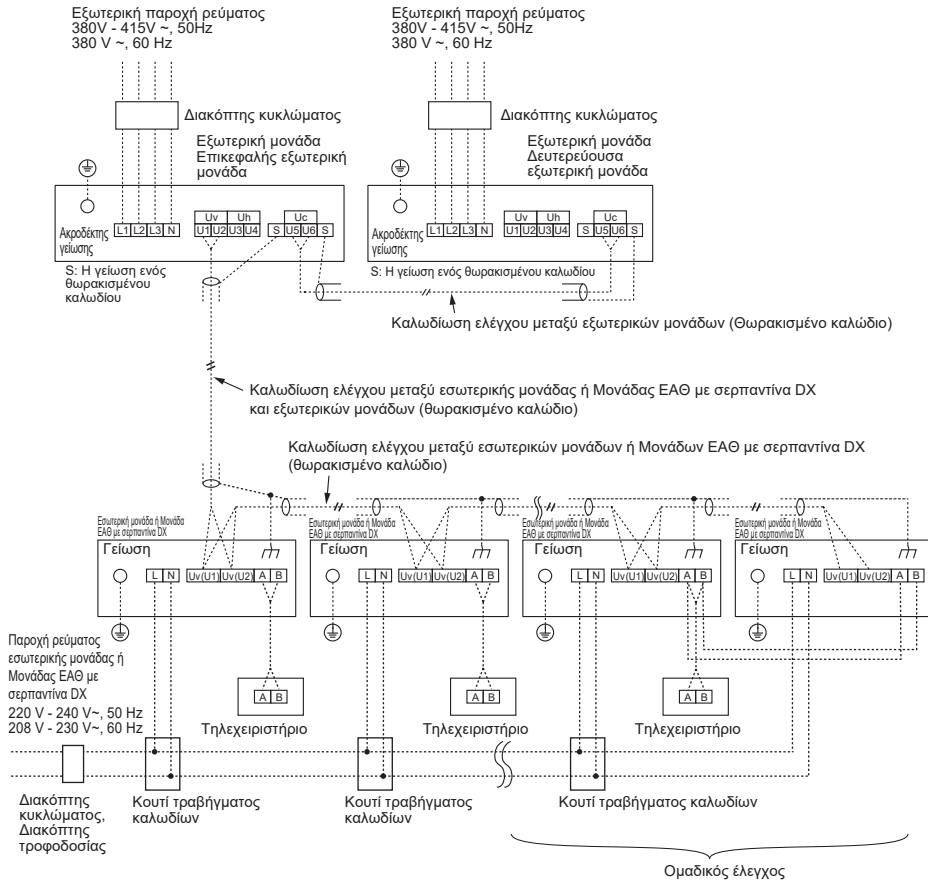 Εξωτερική παροχή ρεύματος
380V - 415V ~, 50Hz
380 V ~, 60 Hz
Εξωτερική παροχή ρεύματος
380V - 415V ~, 50Hz
380 V ~, 60 Hz
Διακόπτης κυκλώματος
Διακόπτης κυκλώματος
Εξωτερική μονάδα
Επικεφαλής εξωτερική
μονάδα
Εξωτερική μονάδα
Δευτερεύουσα
εξωτερική μονάδα
Ακροδέκτης
γείωσης
L1 L2 L3 N
Uv Uh
U1 U2 U3 U4
Uc
S U5 U6 S
Ακροδέκτης
γείωσης
L1 L2 L3 N
Uv Uh
U1 U2 U3 U4
Uc
S U5 U6 S
S: Η γείωση ενός
θωρακισμένου
καλωδίου
S: Η γείωση ενός θωρακισμένου καλωδίου
Καλωδίωση ελέγχου μεταξύ εξωτερικών μονάδων (Θωρακισμένο καλώδιο)
Καλωδίωση ελέγχου μεταξύ εσωτερικής μονάδας ή Μονάδας ΕΑΘ με σερπαντίνα DX
και εξωτερικών μονάδων (θωρακισμένο καλώδιο)
Καλωδίωση ελέγχου μεταξύ εσωτερικών μονάδων ή Μονάδων ΕΑΘ με σερπαντίνα DX
(θωρακισμένο καλώδιο)
Εσωτερική μονάδα ή Μονάδα
ΕΑΘ με σερπαντίνα DX
Εσωτερική μονάδα ή Μονάδα
ΕΑΘ με σερπαντίνα DX
Εσωτερική μονάδα ή Μονάδα
ΕΑΘ με σερπαντίνα DX
Εσωτερική μονάδα ή Μονάδα
ΕΑΘ με σερπαντίνα DX
Γείωση
L N Uv(U1) Uv(U2) A B
Γείωση
L N Uv(U1) Uv(U2) A B
Γείωση
L N Uv(U1) Uv(U2) A B
Γείωση
L N Uv(U1) Uv(U2) A B
Παροχή ρεύματος
εσωτερικής μονάδας ή
Μονάδας ΕΑΘ με
σερπαντίνα DX
220 V - 240 V~, 50 Hz
208 V - 230 V~, 60 Hz
A B
Τηλεχειριστήριο
A B
Τηλεχειριστήριο
A B
Τηλεχειριστήριο
Διακόπτης
κυκλώματος,
Διακόπτης
τροφοδοσίας
Κουτί τραβήγματος
καλωδίων
Κουτί τραβήγματος
καλωδίων
Κουτί τραβήγματος καλωδίων
Ομαδικός έλεγχος